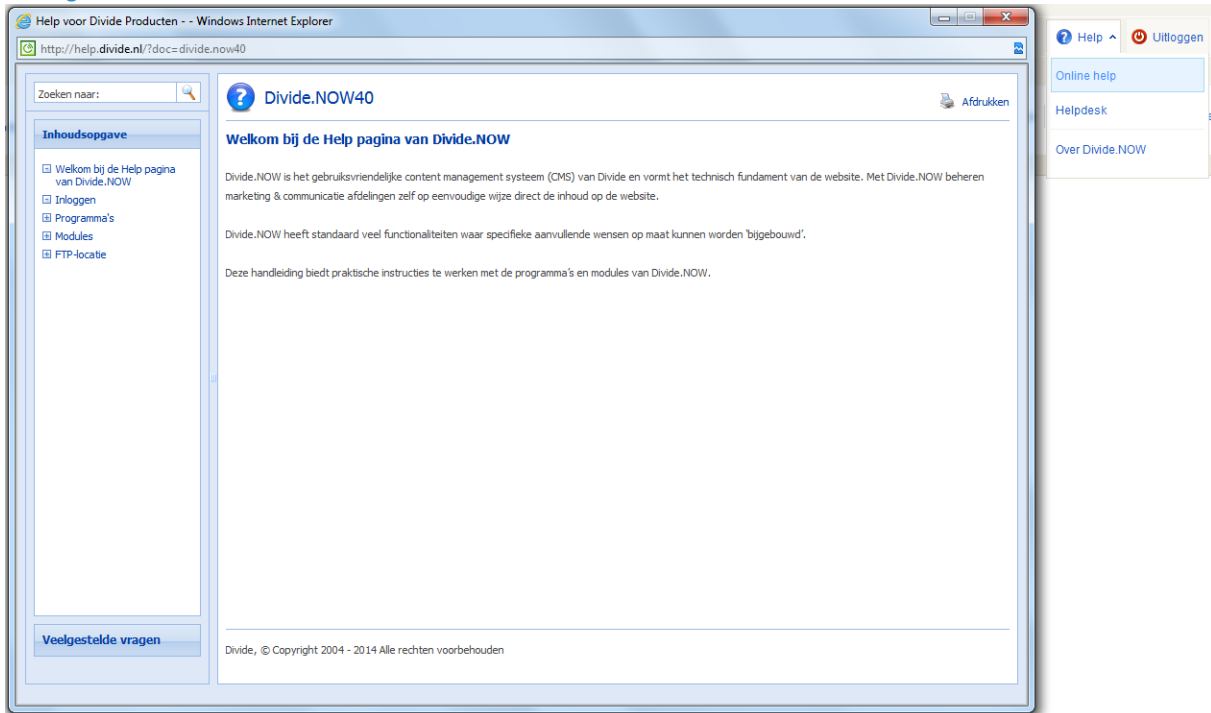 Help voor Divide Producten - - Windows Internet Explorer
http://help.divide.nl/?doc=divide.now40
Help
Uitloggen
Online help
Helpdesk
Over Divide.NOW
Zoeken naar:
Inhoudsopgave
Welkom bij de Help pagina
van Divide.NOW
Inloggen
Programma's
Modules
FTP-locatie
Veelgestelde vragen
Divide.NOW40
Afdrukken
Welkom bij de Help pagina van Divide.NOW
Divide.NOW is het gebruiksvriendelijke content management systeem (CMS) van Divide en vormt het technisch fundament van de website. Met Divide.NOW beheren
marketing & communicatie afdelingen zelf op eenvoudige wijze direct de inhoud op de website.
Divide.NOW heeft standaard veel functionaliteiten waar specifieke aanvullende wensen op maat kunnen worden 'bijgebouwd'.
Deze handleiding biedt praktische instructies te werken met de programma's en modules van Divide.NOW.
Divide, © Copyright 2004 - 2014 Alle rechten voorbehouden